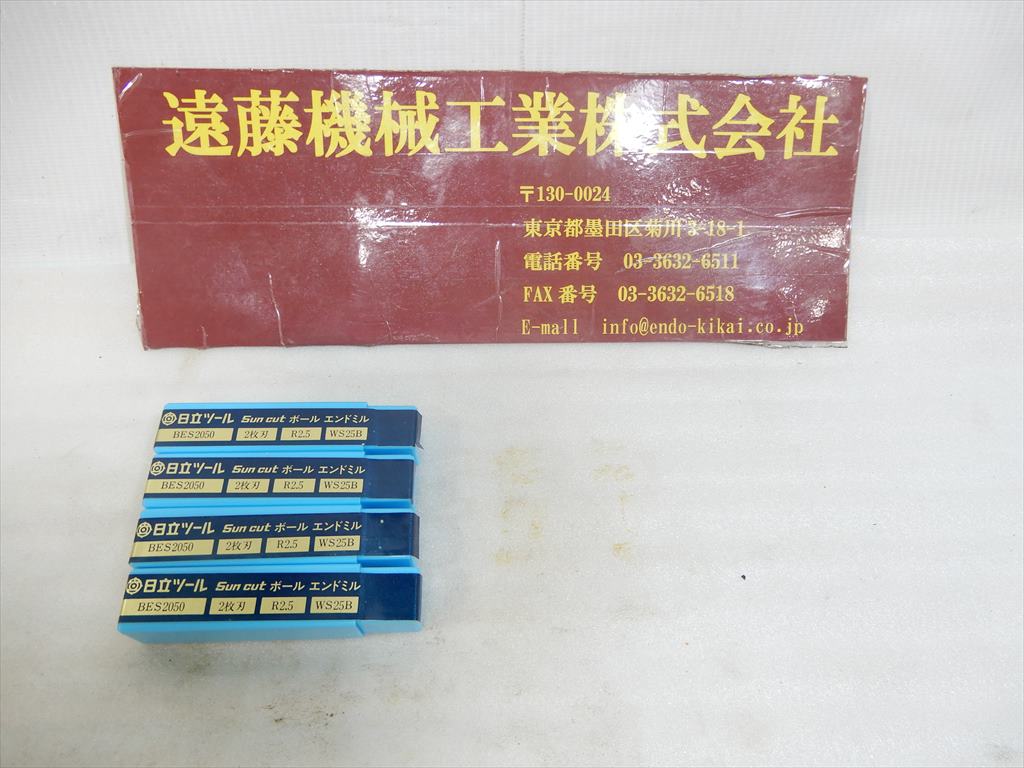 遠藤機械工業株式会社
〒130-0024
東京都墨田区菊川3-18-1
電話番号 03-3632-6511
FAX番号 03-3632-6518
E-mall info@endo-kikai.co.jp
日立ツール Sun cut ボール エンドミル
BES2050 2枚刃 R2.5 WS25B
日立ツール Sun cut ボール エンドミル
BES2050 2枚刃 R2.5 WS25B
日立ツール Sun cut ボール エンドミル
BES2050 2枚刃 R2.5 WS25B
日立ツール Sun cut ボール エンドミル
BES2050 2枚刃 R2.5 WS25B